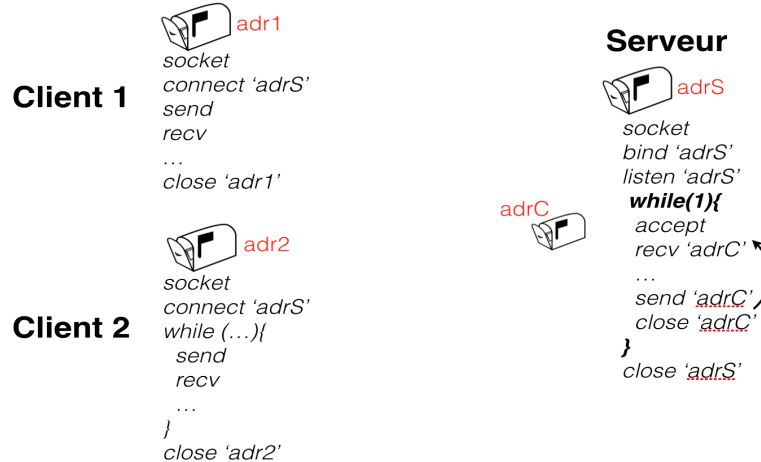 adr1
Client 1
socket
connect ‘adrS’
send
recv
…
close ‘adr1’
adr2
Client 2
socket
connect ‘adrS’
while (…){
send
recv
…
}
close ‘adr2’
adrC
Serveur
adrS
socket
bind ‘adrS’
listen ‘adrS’
while(1){
accept
recv ‘adrC’
…
send ‘adrC’
close ‘adrC’
}
close ‘adrS’